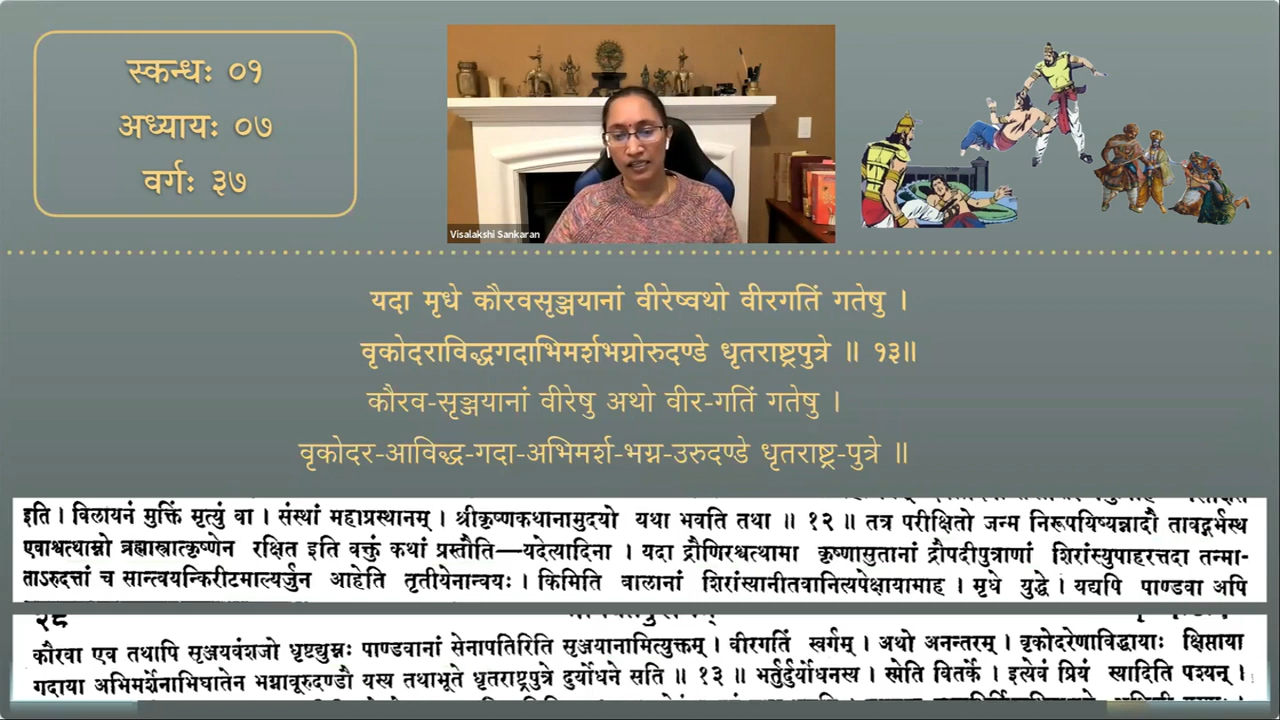 स्कन्धः ०१
अध्यायः ०७
वर्गः ३७
Visalakshi Sankaran
यदा मृधे कौरवसृञ्जयानां वीरेष्वथो वीरगतिं गतेषु ।
वृकोदराविद्धगदाभिमर्शभग्नोरुदण्डे धृतराष्ट्रपुत्रे ॥ १३॥
कौरव-सृञ्जयानां वीरेषु अथो वीर-गतिं गतेषु ।
वृकोदर-आविद्ध-गदा-अभिमर्श-भग्न-उरुदण्डे धृतराष्ट्र-पुत्रे ॥
इति । विलायनं मुक्तिं मृत्युं वा । संस्थां महाप्रस्थानम् । श्रीकृष्णकथानामुदयो यथा भवति तथा ॥ १२ ॥ तत्र परीक्षितो जन्म निरूपयिष्यन्नादौ तावद्गर्भस्थ
एवाश्वत्थाम्नो ब्रह्मास्त्रात्कृष्णेन रक्षित इति वक्तुं कथां प्रस्तौति—यदेत्यादिना । यदा द्रौणिरश्वत्थामा कृष्णासुतानां द्रौपदीपुत्राणां शिरांस्युपाहरत्तदा तन्मा-
ताऽरुदत्तां च सान्त्वयन्किरीटमाल्यर्जुन आहेति तृतीयेनान्वयः । किमिति बालानां शिरांस्यानीतवानित्यपेक्षायामाह । मृधे युद्धे । यद्यपि पाण्डवा अपि
२८
कौरवा एव तथापि सृञ्जयवंशजो धृष्टद्युम्नः पाण्डवानां सेनापतिरिति सृञ्जयानामित्युक्तम् । वीरगतिं स्वर्गम् । अथो अनन्तरम् । वृकोदरेणाविद्धायाः क्षिप्ताया
गदाया अभिमर्शेनाभिघातेन भग्नावूरुदण्डौ यस्य तथाभूते धृतराष्ट्रपुत्रे दुर्योधने सति ॥ १३ ॥ भर्तुर्दुर्योधनस्य । स्मेति वितर्के । इत्येवं प्रियं स्यादिति पश्यन् ।